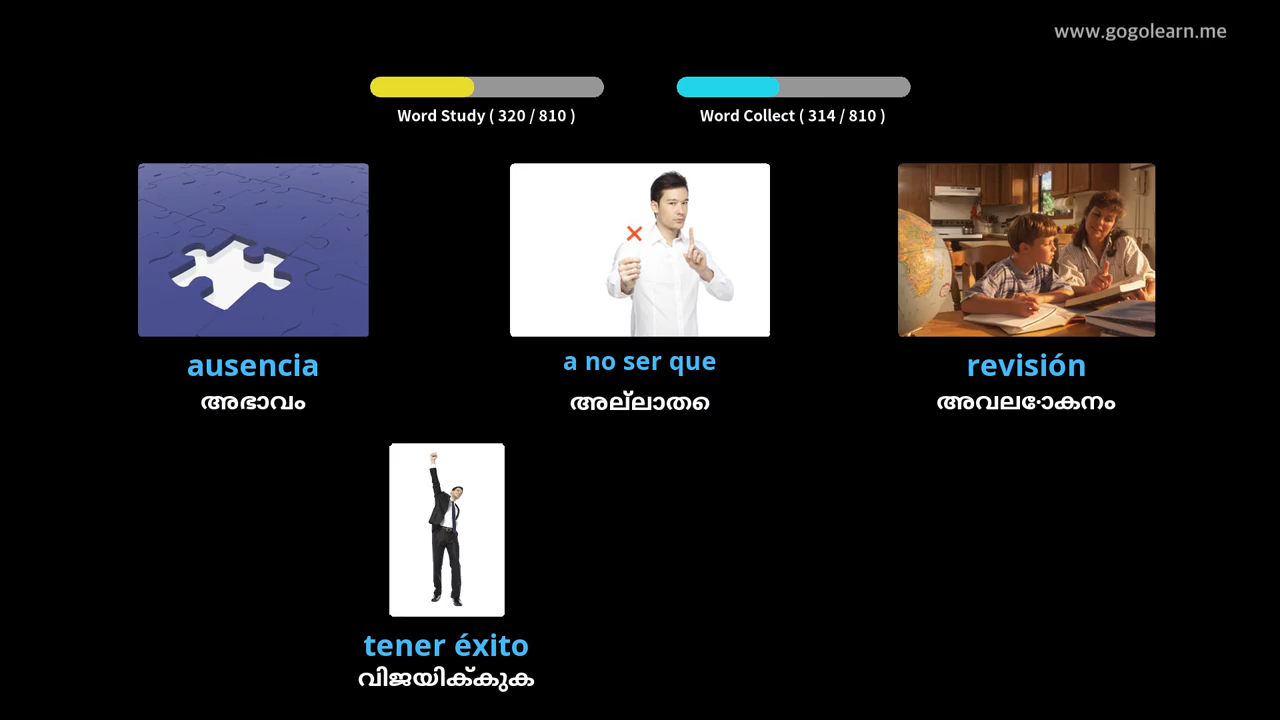 www.gogolearn.me
Word Study ( 320 / 810 )
Word Collect ( 314 / 810 )
ausencia
a no ser que
revisión
അഭാവം
അല്ലാതെ
അവലോകനം
tener éxito
വിജയിക്കുക